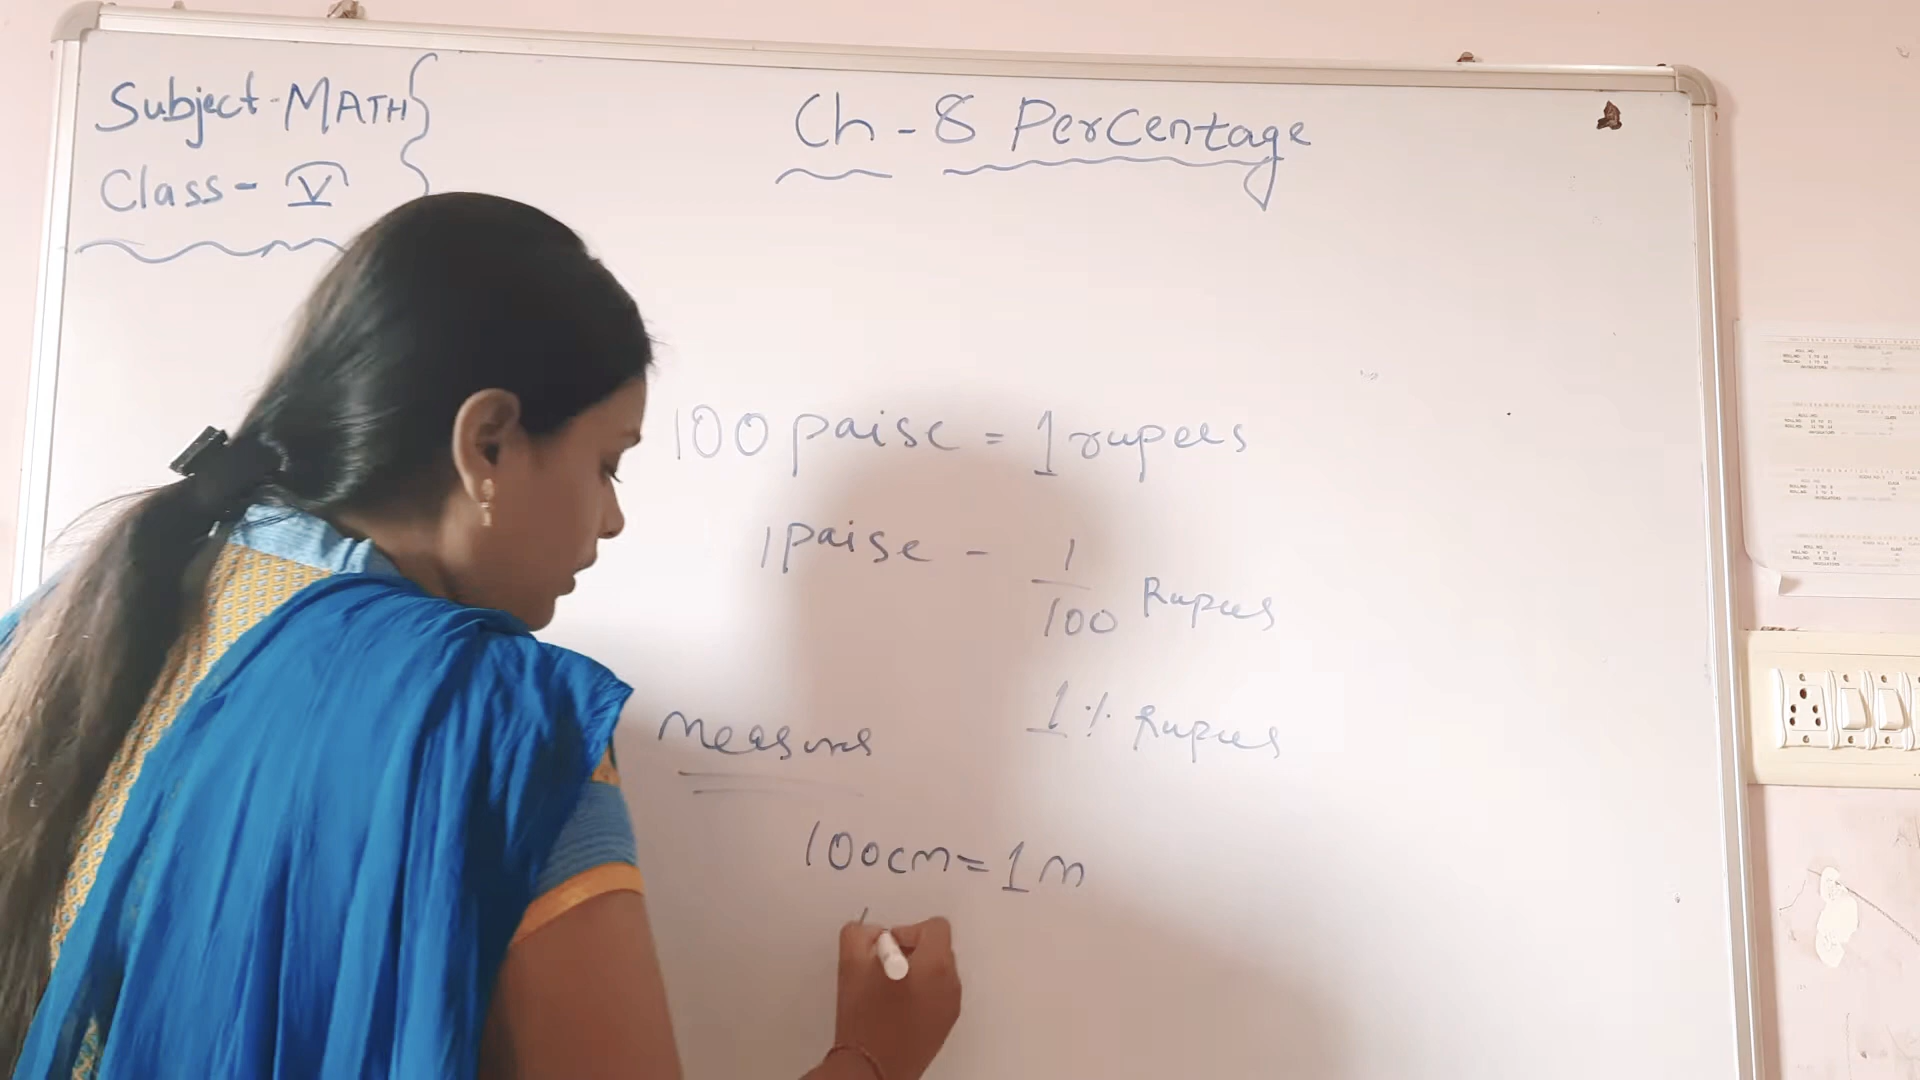 Subject-MATH
Class-V
Ch-8 Percentage
100 paise = 1 rupees
1 paise - 1/100 Rupees
1% Rupees
Measures
100cm = 1m